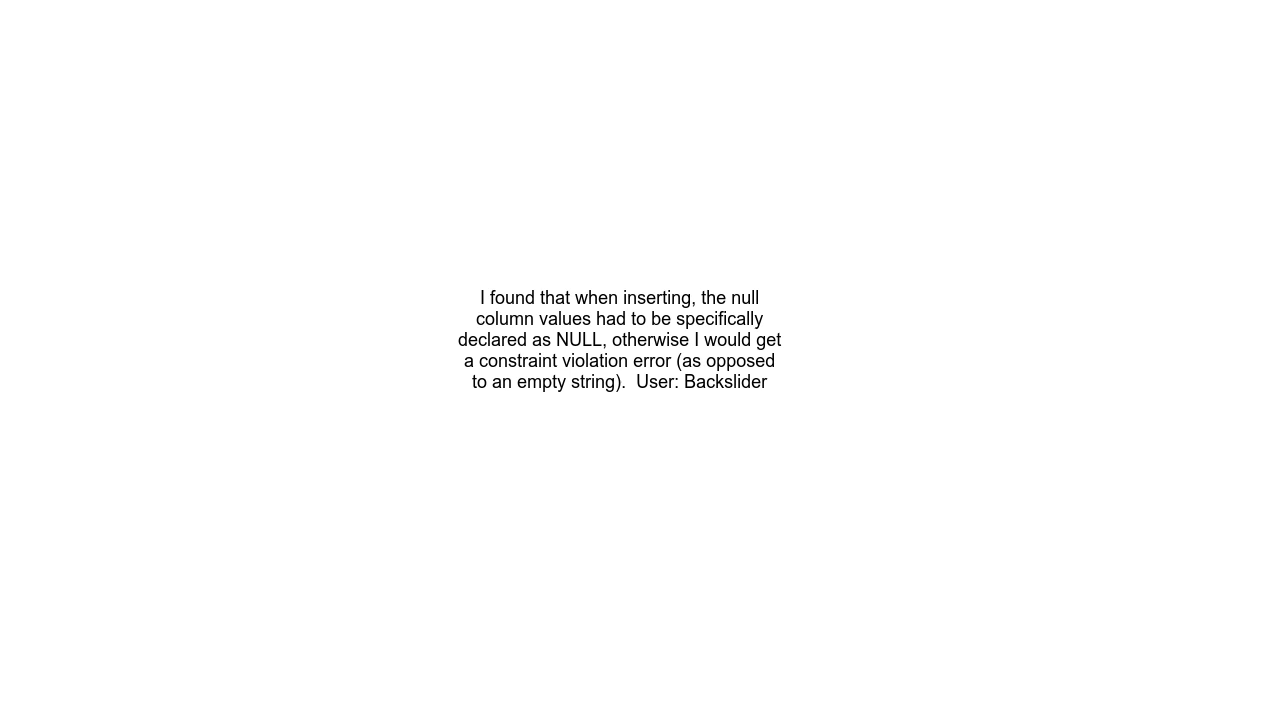 I found that when inserting, the null
column values had to be specifically
declared as NULL, otherwise I would get
a constraint violation error (as opposed
to an empty string).  User: Backslider